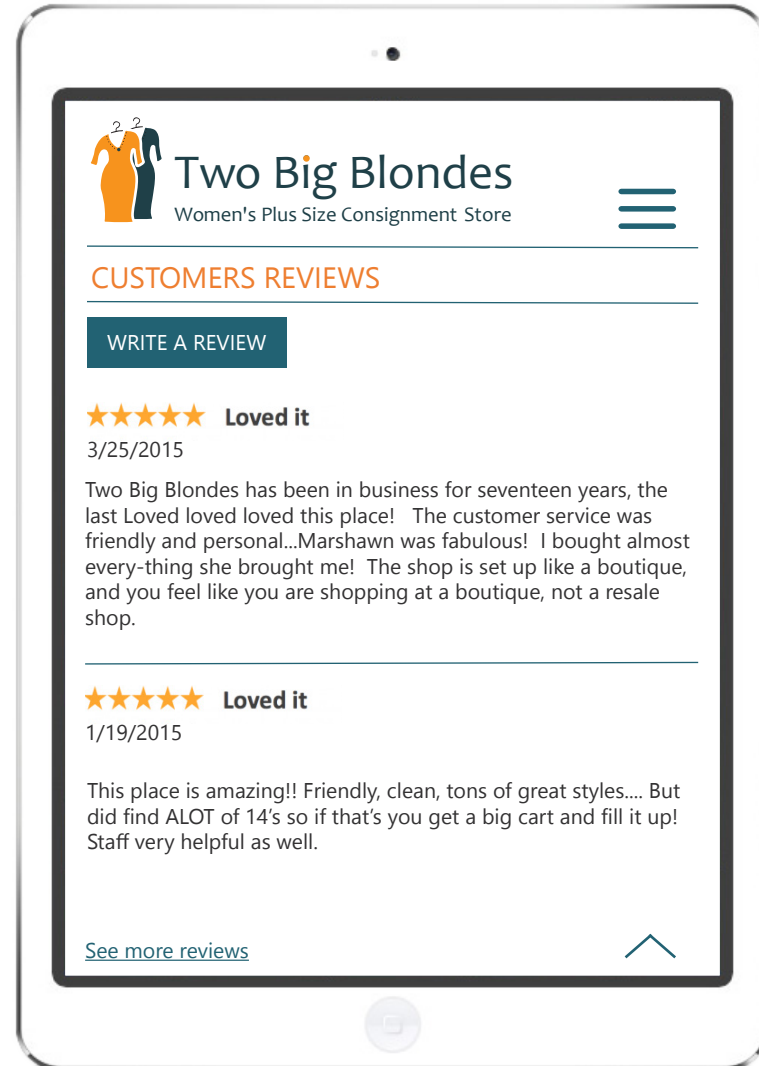 Two Big Blondes
Women's Plus Size Consignment Store
CUSTOMERS REVIEWS
WRITE A REVIEW
Loved it
3/25/2015
Two Big Blondes has been in business for seventeen years, the
last Loved loved loved this place!   The customer service was
friendly and personal...Marshawn was fabulous!  I bought almost
every-thing she brought me!  The shop is set up like a boutique,
and you feel like you are shopping at a boutique, not a resale
shop.
Loved it
1/19/2015
This place is amazing!! Friendly, clean, tons of great styles.... But
did find ALOT of 14’s so if that’s you get a big cart and fill it up!
Staff very helpful as well.
See more reviews